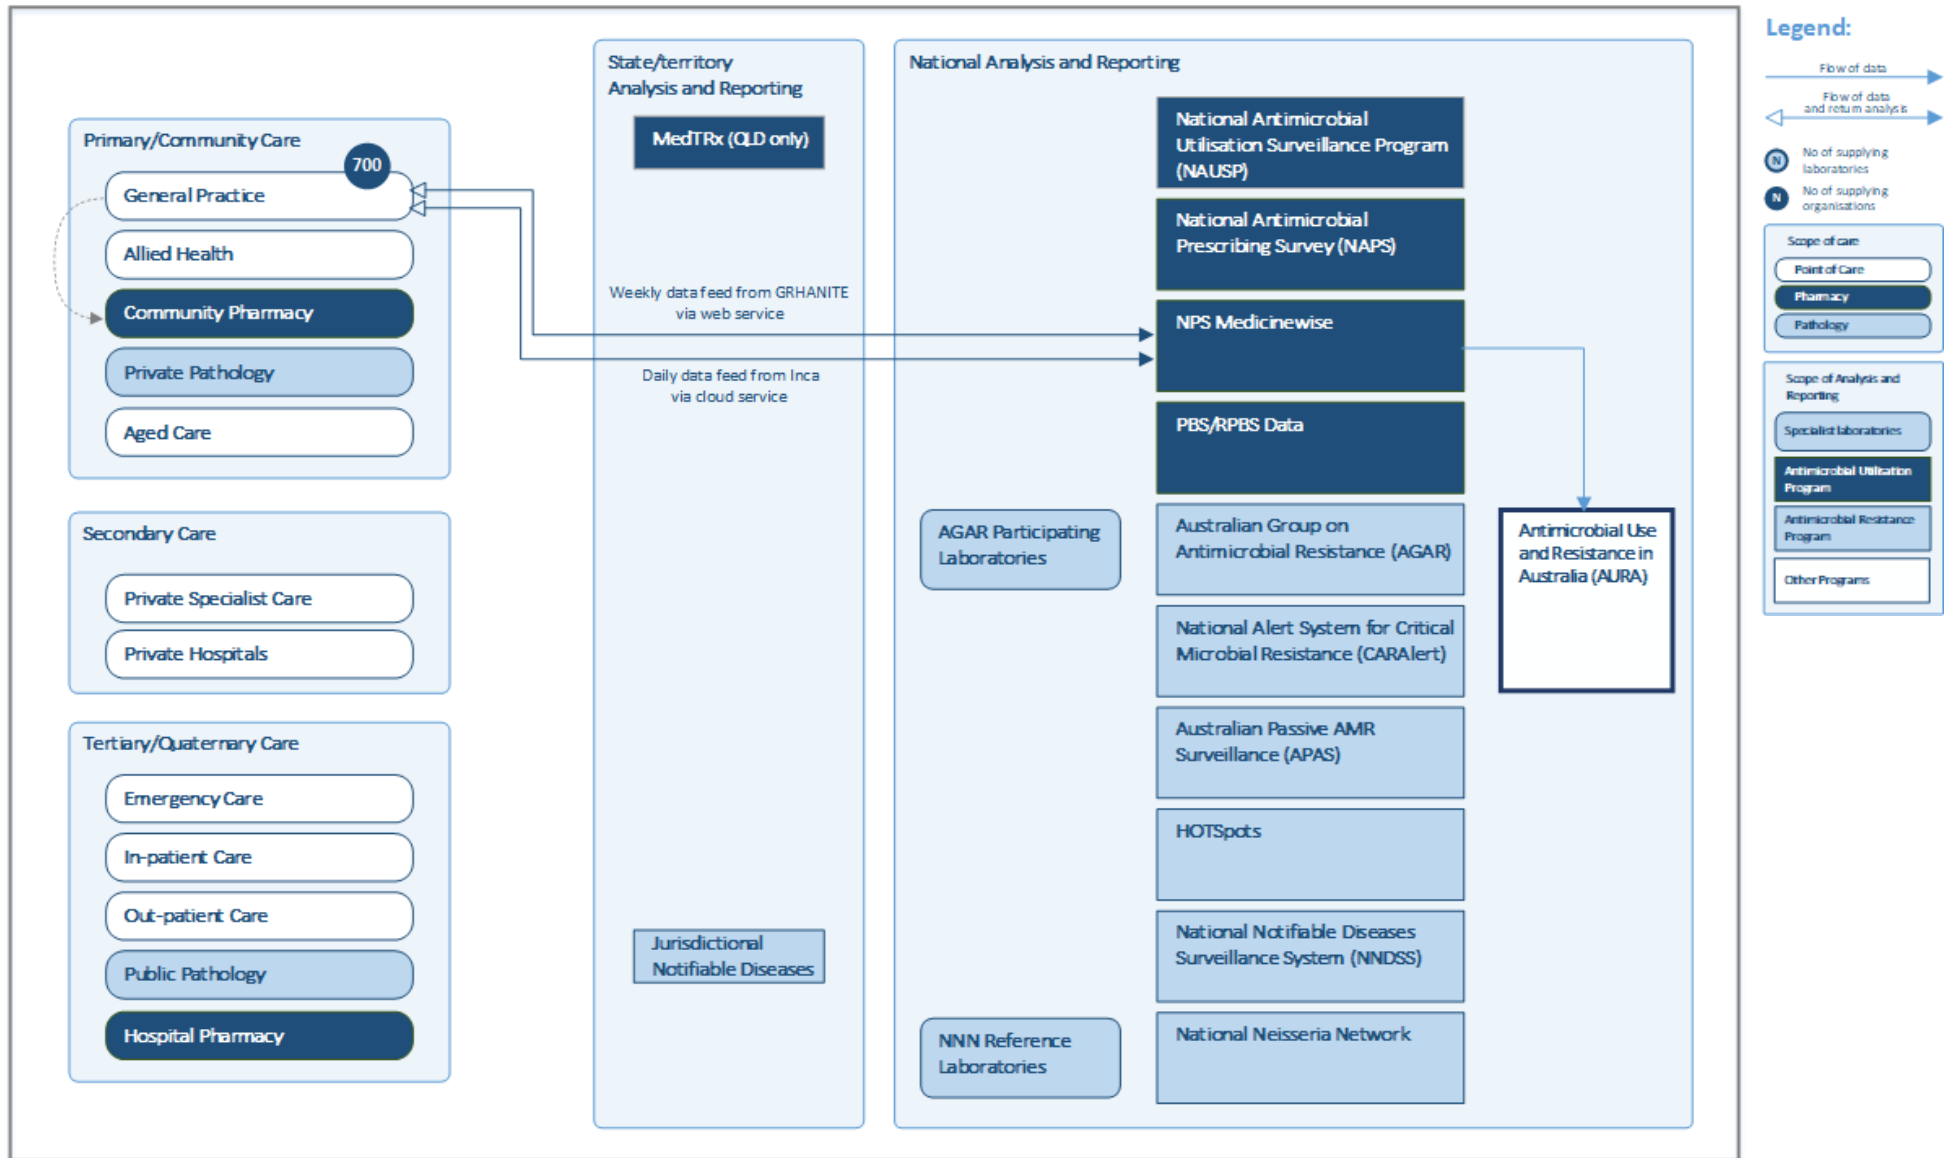 Primary/Community Care
700
General Practice
Allied Health
Community Pharmacy
Private Pathology
Aged Care
Secondary Care
Private Specialist Care
Private Hospitals
Tertiary/Quaternary Care
Emergency Care
In-patient Care
Out-patient Care
Public Pathology
Hospital Pharmacy
State/territory
Analysis and Reporting
MedTRx (QLD only)
Weekly data feed from GRHANITE
via web service
Daily data feed from Inca
via cloud service
Jurisdictional
Notifiable Diseases
National Analysis and Reporting
National Antimicrobial
Utilisation Surveillance Program
(NAUSP)
National Antimicrobial
Prescribing Survey (NAPS)
NPS Medicinewise
PBS/RPBS Data
AGAR Participating
Laboratories
Australian Group on
Antimicrobial Resistance (AGAR)
National Alert System for Critical
Microbial Resistance (CARAlert)
Australian Passive AMR
Surveillance (APAS)
HOTSpots
National Notifiable Diseases
Surveillance System (NNDSS)
NNN Reference
Laboratories
National Neisseria Network
Antimicrobial Use
and Resistance in
Australia (AURA)
Legend:
Flow of data
Flow of data
and return analysis
N
No of supplying
laboratories
N
No of supplying
organisations
Scope of care
Point of Care
Pharmacy
Pathology
Scope of Analysis and
Reporting
Specialist laboratories
Antimicrobial Utilisation
Program
Antimicrobial Resistance
Program
Other Programs